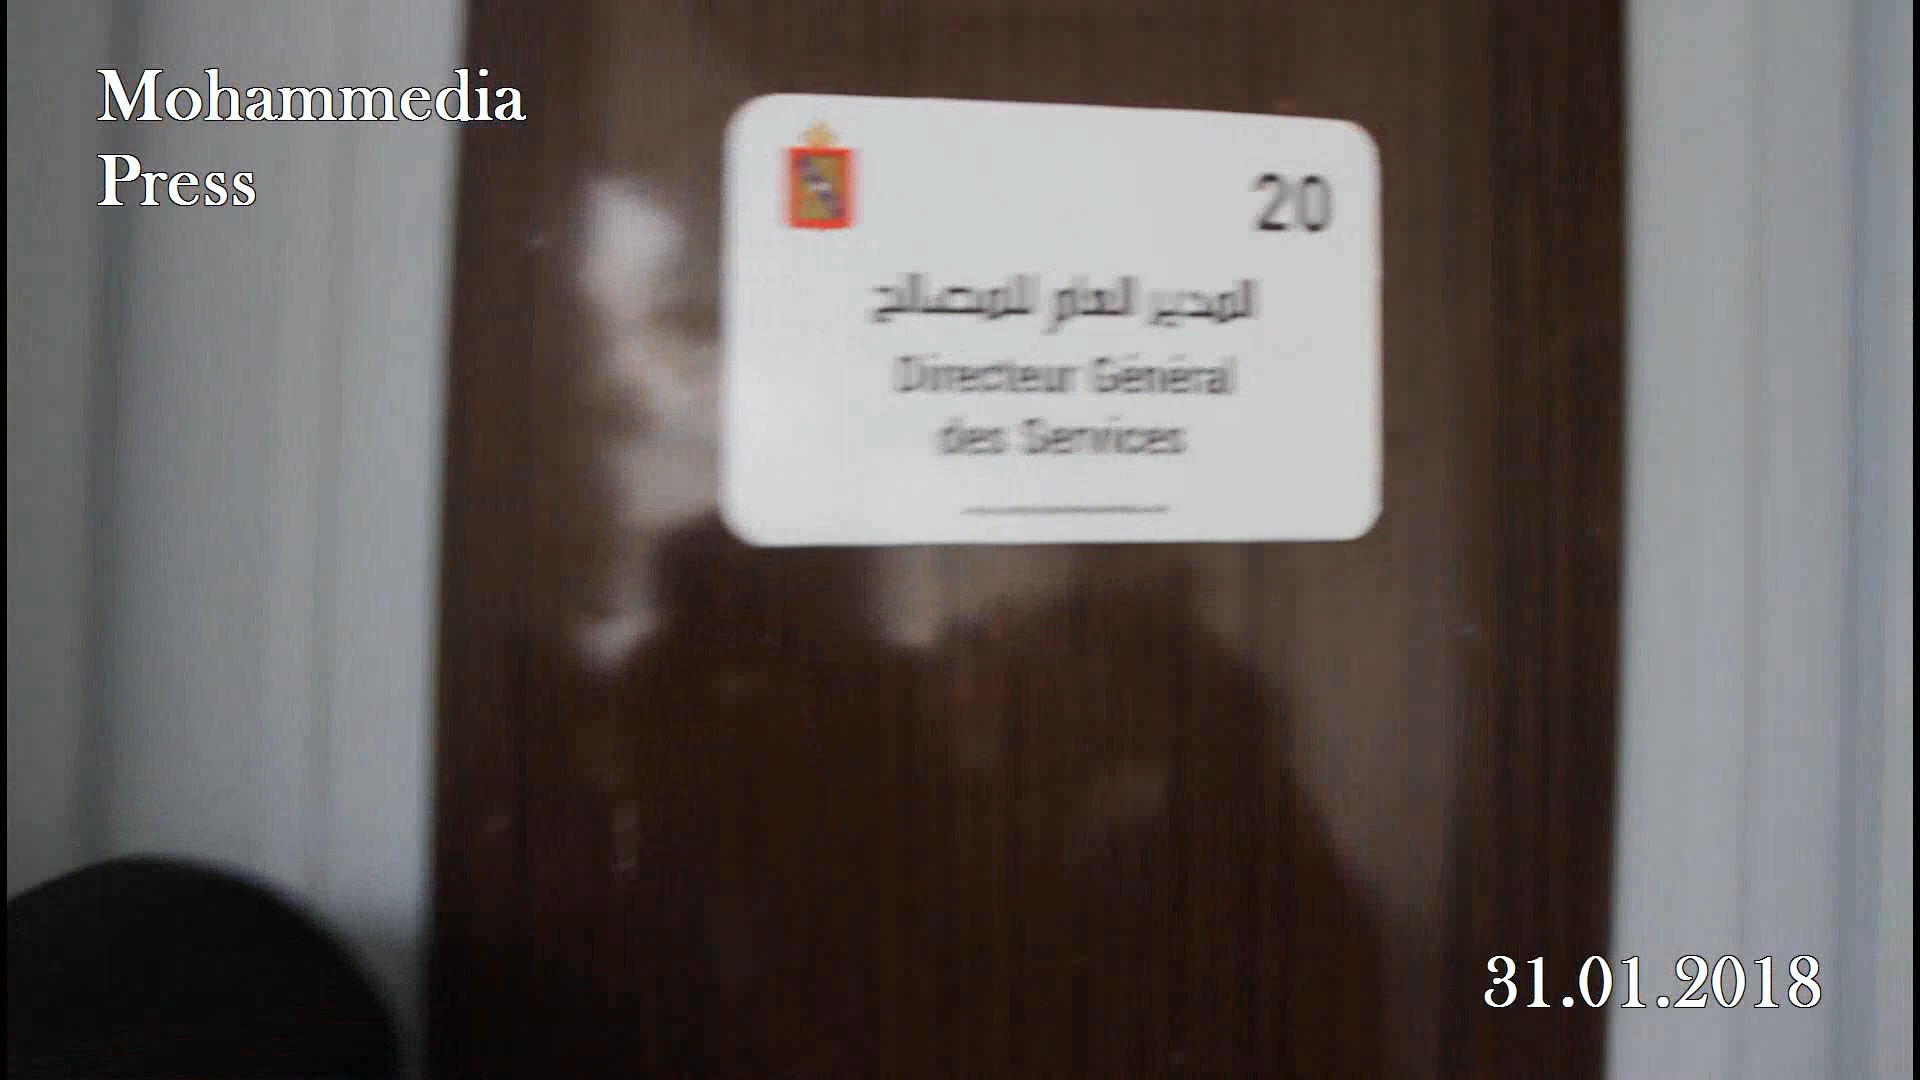 Mohammedia
Press
20
المدير العام للمصالح
Directeur Général
des Services
31.01.2018